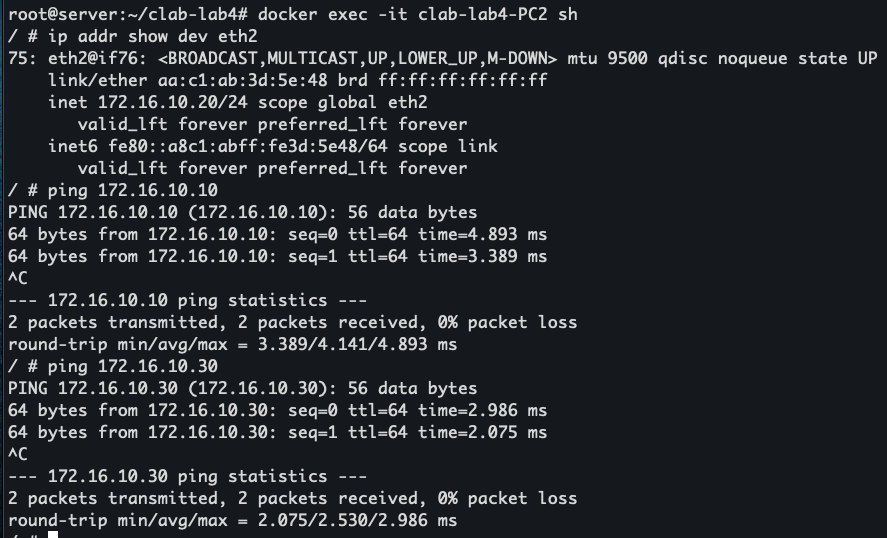 root@server:~/clab-lab4# docker exec -it clab-lab4-PC2 sh
/ # ip addr show dev eth2
75: eth2@if76: <BROADCAST,MULTICAST,UP,LOWER_UP,M-DOWN> mtu 9500 qdisc noqueue state UP
    link/ether aa:c1:ab:3d:5e:48 brd ff:ff:ff:ff:ff:ff
    inet 172.16.10.20/24 scope global eth2
       valid_lft forever preferred_lft forever
    inet6 fe80::a8c1:abff:fe3d:5e48/64 scope link
       valid_lft forever preferred_lft forever
/ # ping 172.16.10.10
PING 172.16.10.10 (172.16.10.10): 56 data bytes
64 bytes from 172.16.10.10: seq=0 ttl=64 time=4.893 ms
64 bytes from 172.16.10.10: seq=1 ttl=64 time=3.389 ms
^C
--- 172.16.10.10 ping statistics ---
2 packets transmitted, 2 packets received, 0% packet loss
round-trip min/avg/max = 3.389/4.141/4.893 ms
/ # ping 172.16.10.30
PING 172.16.10.30 (172.16.10.30): 56 data bytes
64 bytes from 172.16.10.30: seq=0 ttl=64 time=2.986 ms
64 bytes from 172.16.10.30: seq=1 ttl=64 time=2.075 ms
^C
--- 172.16.10.30 ping statistics ---
2 packets transmitted, 2 packets received, 0% packet loss
round-trip min/avg/max = 2.075/2.530/2.986 ms
/ #